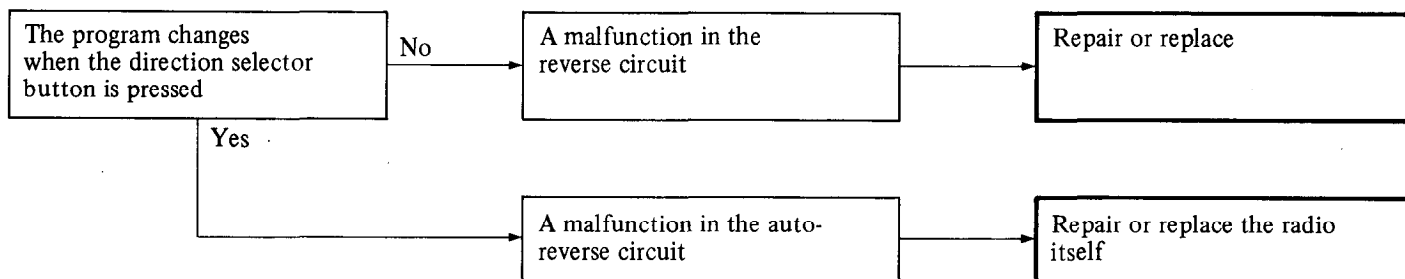 The program changes
when the direction selector
button is pressed
No
A malfunction in the
reverse circuit
Repair or replace
Yes
A malfunction in the auto-
reverse circuit
Repair or replace the radio
itself